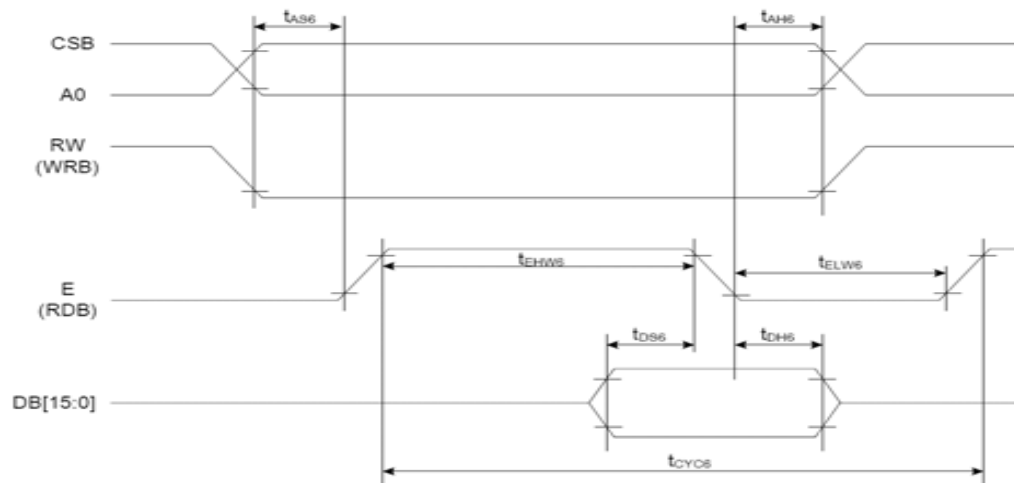 tAS6 tAH6
CSB
A0
RW
(WRB)
tEHW6 tELW6
E
(RDB)
tDS6 tDH6
DB[15:0]
tCYC6